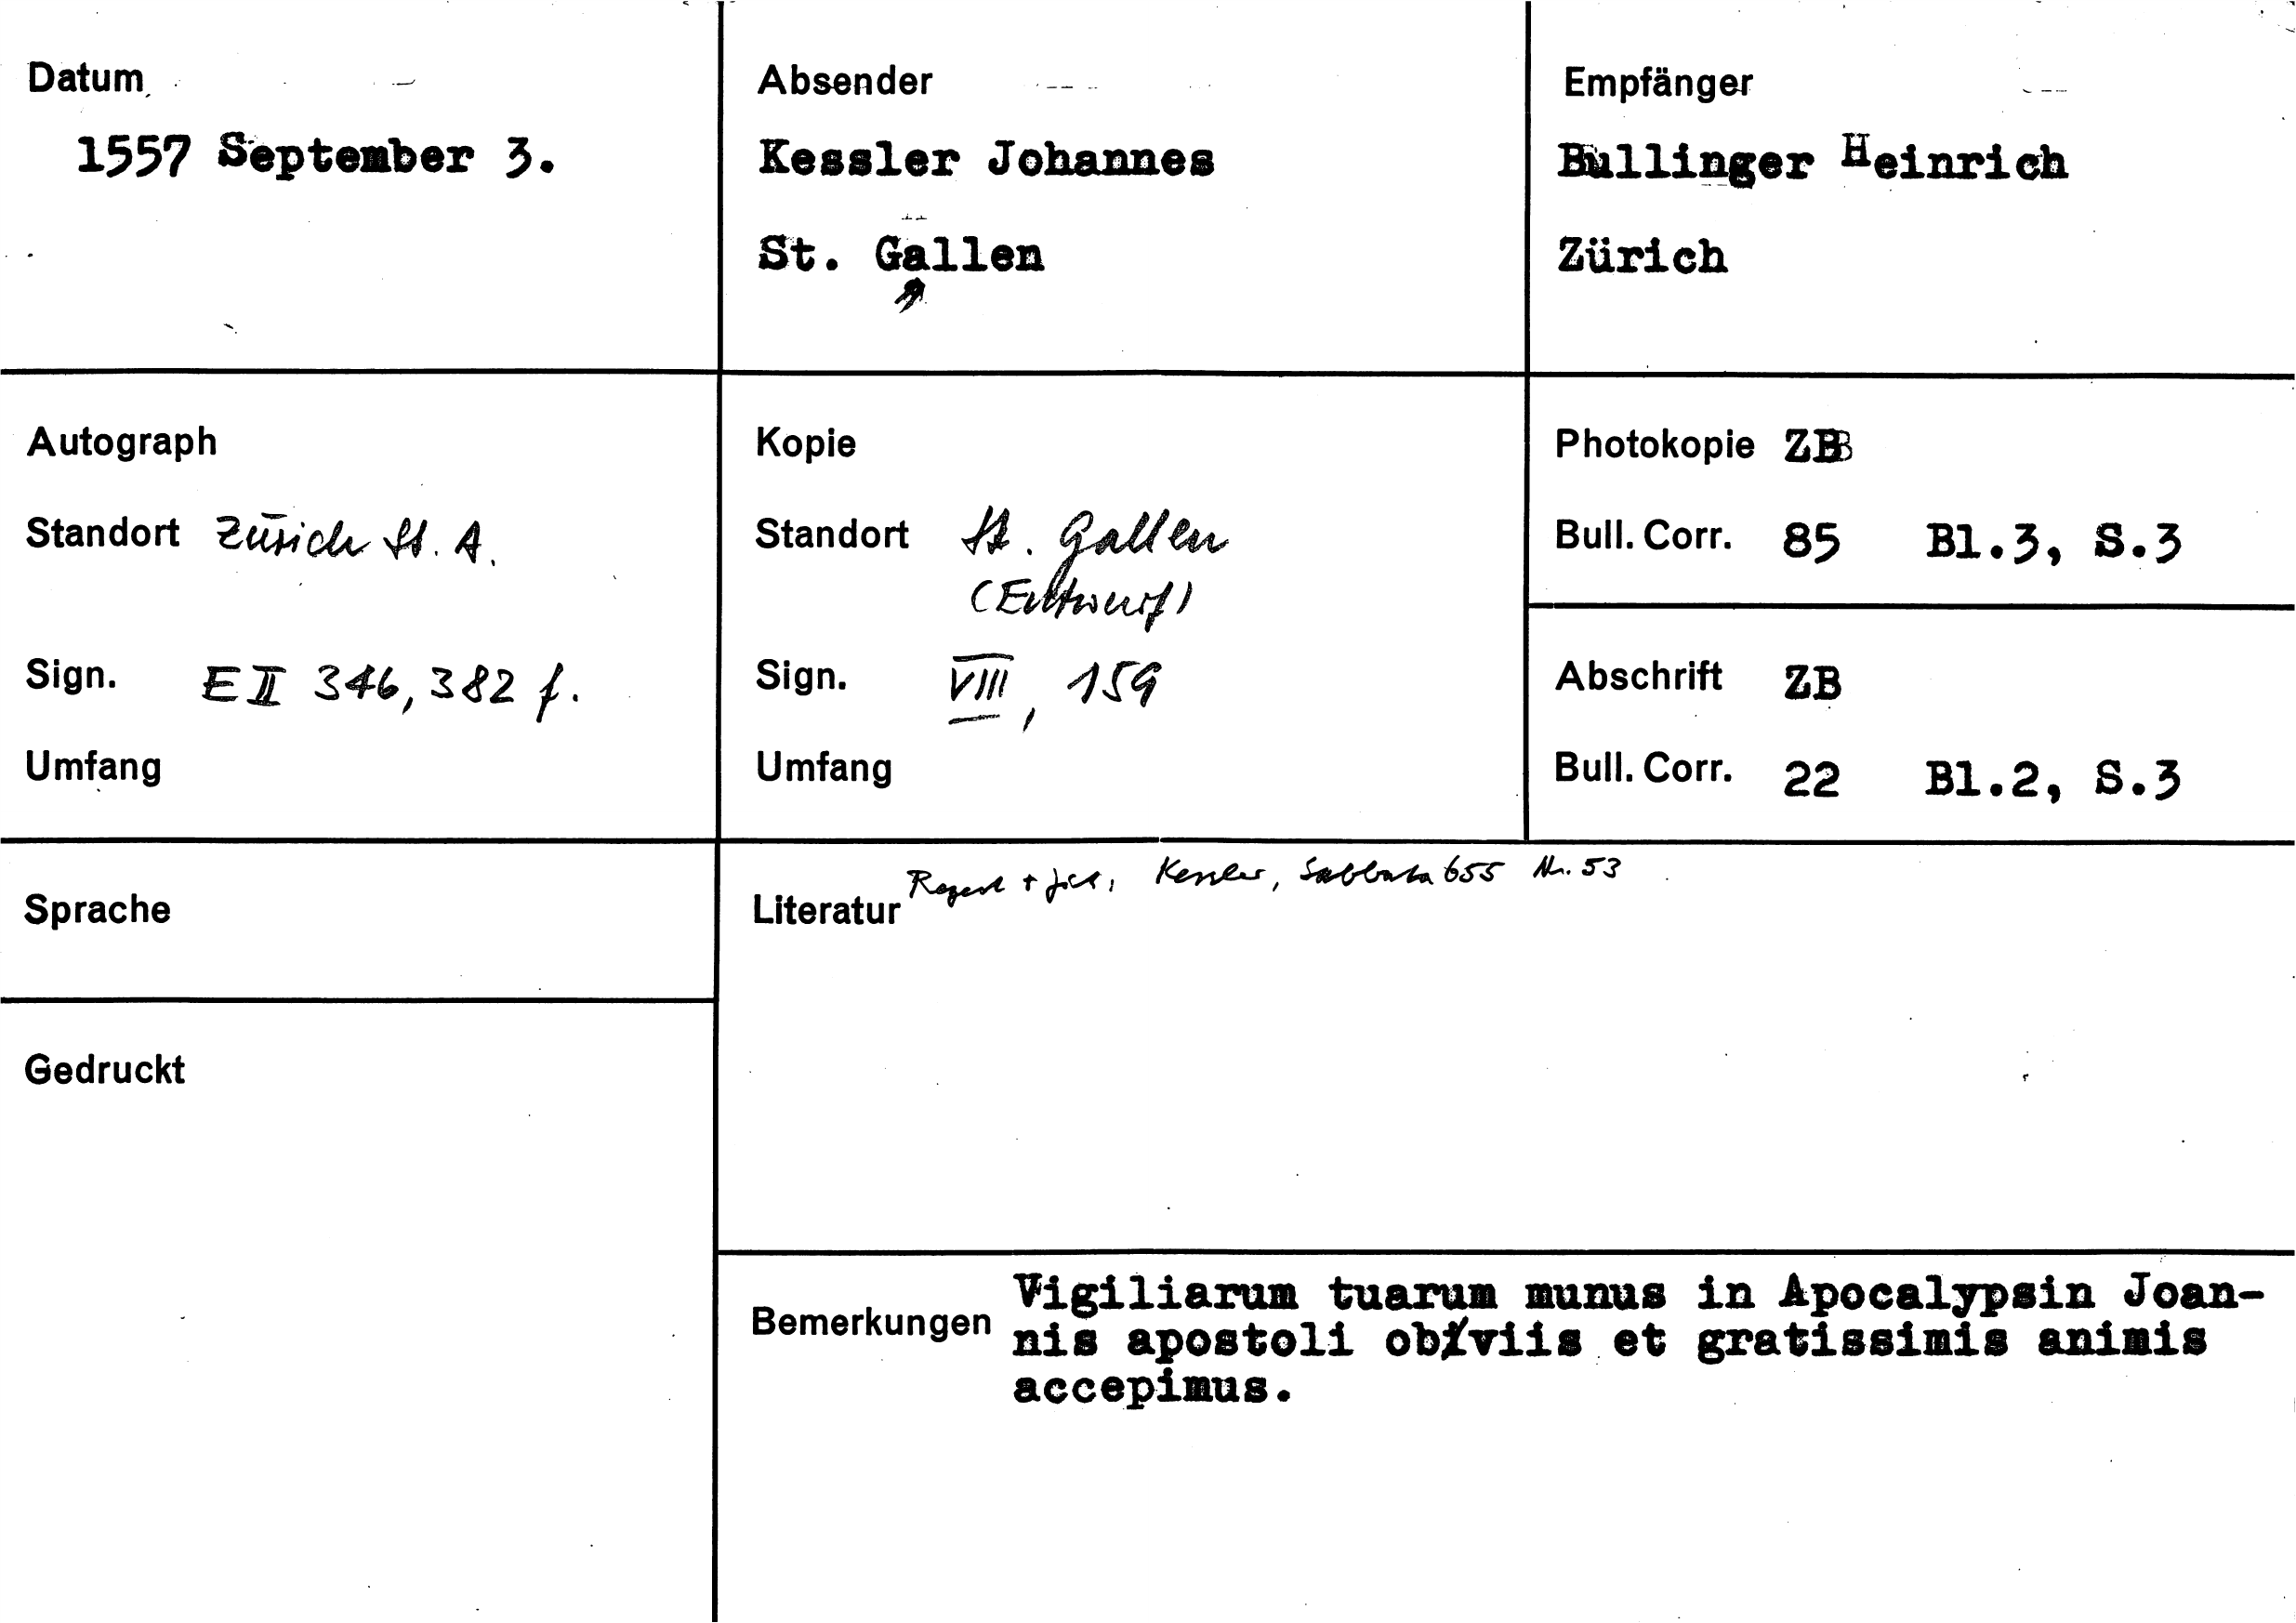 Datum
1557 September 3.
Absender
Kessler Johannes
St. Gallen
Empfänger
Bullinger Heinrich
Zürich
Autograph
Standort Zürich St. A.
Sign. E II 346, 382 f.
Umfang
Kopie
Standort St. Gallen
(Entwurf)
Sign. VIII, 159
Umfang
Photokopie ZB
Bull. Corr. 85 Bl.3, S.3
Abschrift ZB
Bull. Corr. 22 Bl.2, S.3
Sprache
Gedruckt
Literatur Regest + Kessler, Sabbata 655 Nr. 53
Bemerkungen Vigiliarum tuarum munus in Apocalypsin Joan-
nis apostoli obviis et gratissimis animis
accepimus.